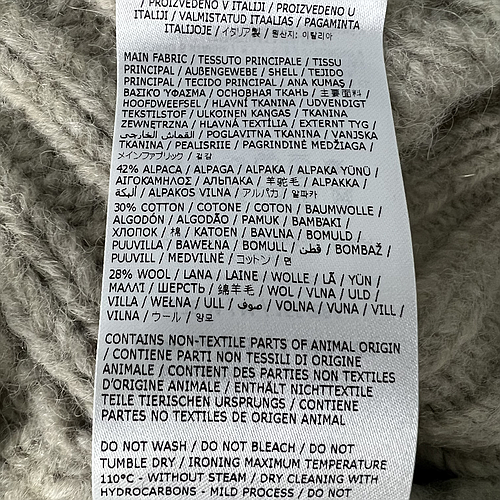 / PROIZVEDENO V ITALIJI / PROIZVEDENO U
ITALIJI / VALMISTATUD ITAALIAS / PAGAMINTA
ITALIJOJE / イタリア製 / 원산지: 이탈리아
MAIN FABRIC / TESSUTO PRINCIPALE / TISSU
PRINCIPAL / AUßENGEWEBE / SHELL / TEJIDO
PRINCIPAL / TECIDO PRINCIPAL / ANA KUMAŞ /
ΒΑΣΙΚΟ ΎΦΑΣΜΑ / ОСНОВНАЯ ТКАНЬ / 主要面料 /
HOOFDWEEFSEL / HLAVNÍ TKANINA / UDVENDIGT
TEKSTILSTOF / ULKOINEN KANGAS / TKANINA
ZEWNĘTRZNA / HLAVNÁ TEXTÍLIA / EXTERNT TYG /
القماش الخارجي / POGLAVITNA TKANINA / VANJSKA
TKANINA / PEALISRIIE / PAGRINDINĖ MEDŽIAGA /
メインファブリック / 겉감
42% ALPACA / ALPAGA / ALPAKA / ALPAKA YÜNÜ /
ΑΙΓΟΚΑΜΗΛΟΣ / АЛЬПАКА / 羊驼毛 / ALPAKKA /
ألبكة / ALPAKOS VILNA / アルパカ / 알파카
30% COTTON / COTONE / COTON / BAUMWOLLE /
ALGODÓN / ALGODÃO / PAMUK / ΒΑΜΒΑΚΙ /
ХЛОПОК / 棉 / KATOEN / BAVLNA / BOMULD /
PUUVILLA / BAWEŁNA / BOMULL / قطن / BOMBAŽ /
PUUVILL / MEDVILNĖ / コットン / 면
28% WOOL / LANA / LAINE / WOLLE / LÃ / YÜN /
ΜΑΛΛΊ / ШЕРСТЬ / 绵羊毛 / WOL / VLNA / ULD /
VILLA / WEŁNA / ULL / صوف / VOLNA / VUNA / VILL /
VILNA / ウール / 양모
CONTAINS NON-TEXTILE PARTS OF ANIMAL ORIGIN
/ CONTIENE PARTI NON TESSILI DI ORIGINE
ANIMALE / CONTIENT DES PARTIES NON TEXTILES
D'ORIGINE ANIMALE / ENTHÄLT NICHTTEXTILE
TEILE TIERISCHEN URSPRUNGS / CONTIENE
PARTES NO TEXTILES DE ORIGEN ANIMAL
DO NOT WASH / DO NOT BLEACH / DO NOT
TUMBLE DRY / IRONING MAXIMUM TEMPERATURE
110°C - WITHOUT STEAM / DRY CLEANING WITH
HYDROCARBONS - MILD PROCESS / DO NOT